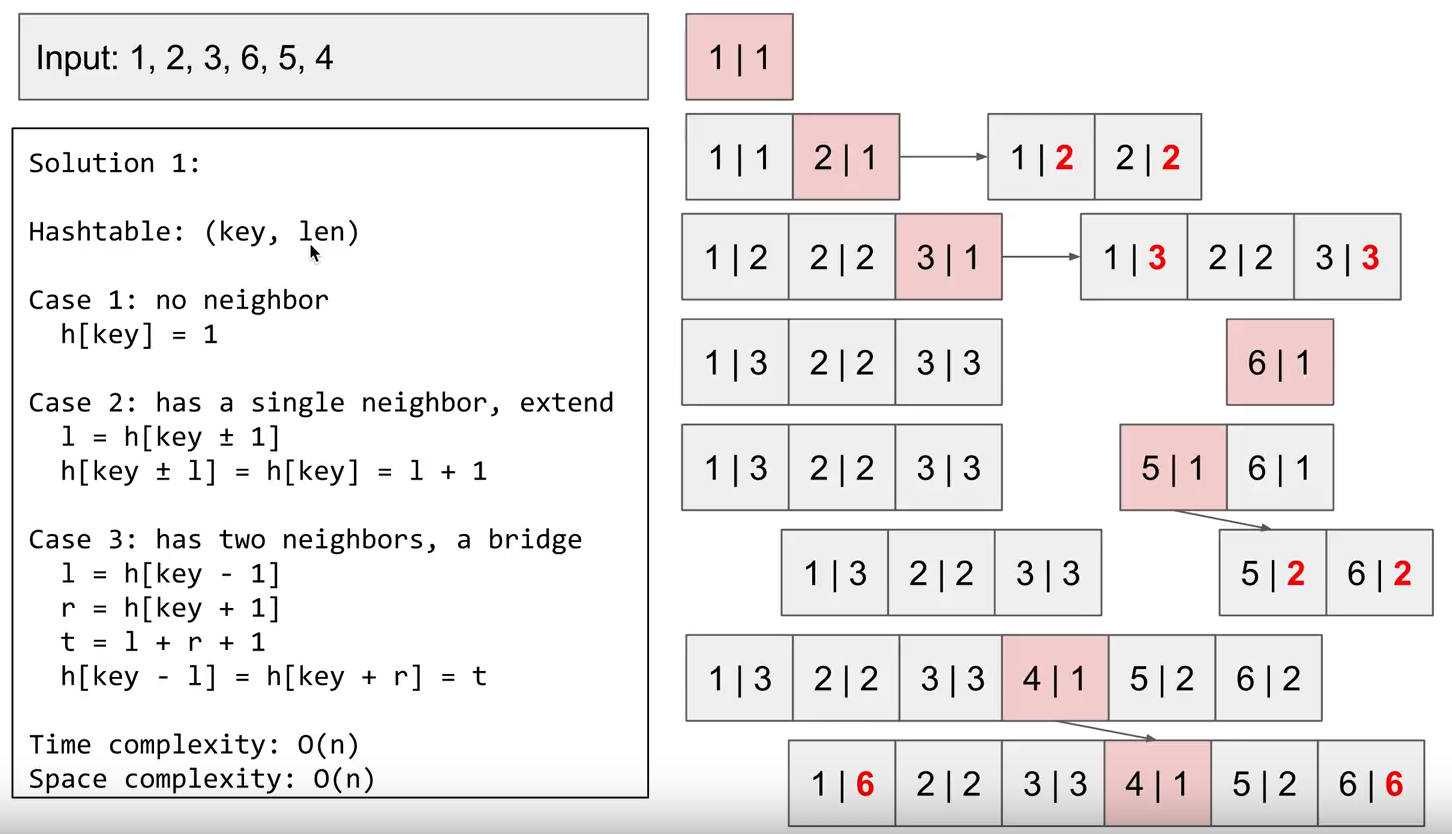 Input: 1, 2, 3, 6, 5, 4
Solution 1:
Hashtable: (key, len)
Case 1: no neighbor
h[key] = 1
Case 2: has a single neighbor, extend
l = h[key ± 1]
h[key ± l] = h[key] = l + 1
Case 3: has two neighbors, a bridge
l = h[key - 1]
r = h[key + 1]
t = l + r + 1
h[key - l] = h[key + r] = t
Time complexity: O(n)
Space complexity: O(n)
1 | 1
1 | 1 2 | 1 1 | 2 2 | 2
1 | 2 2 | 2 3 | 1 1 | 3 2 | 2 3 | 3
1 | 3 2 | 2 3 | 3 6 | 1
1 | 3 2 | 2 3 | 3 5 | 1 6 | 1
1 | 3 2 | 2 3 | 3 5 | 2 6 | 2
1 | 3 2 | 2 3 | 3 4 | 1 5 | 2 6 | 2
1 | 6 2 | 2 3 | 3 4 | 1 5 | 2 6 | 6